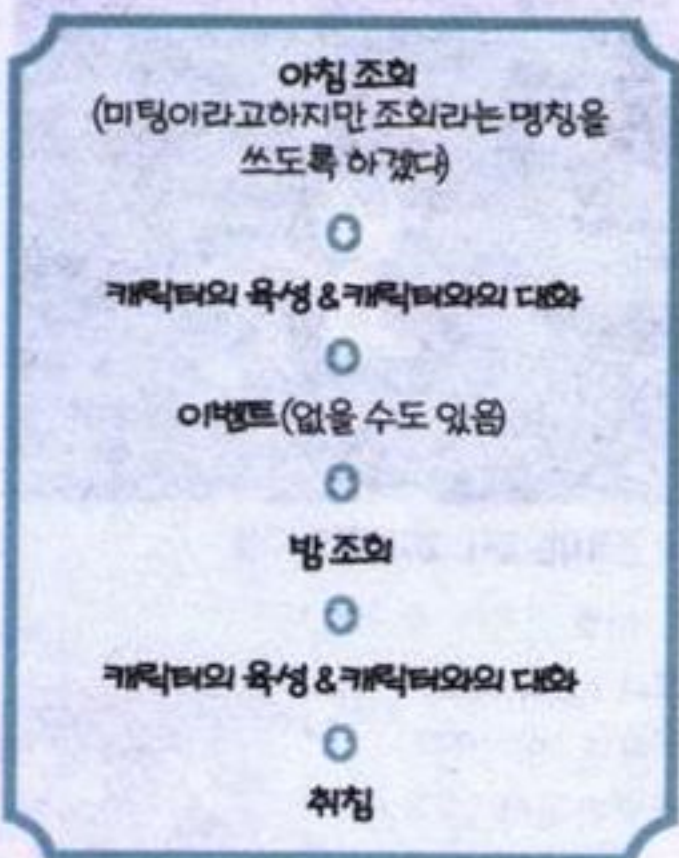 아침 조회
(미팅이라고하지만 조회라는 명칭을
쓰도록 하겠다)
캐릭터의 육성 & 캐릭터와의 대화
이벤트(없을 수도 있음)
밤 조회
캐릭터의 육성 & 캐릭터와의 대화
취침